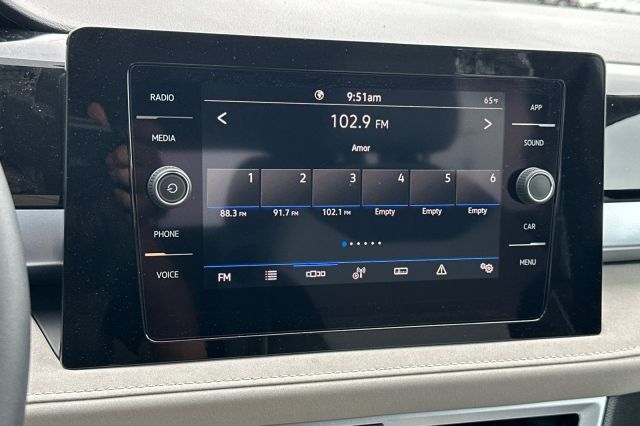 RADIO
MEDIA
PHONE
VOICE
9:51am
65°F
102.9 FM
Amor
1 2 3 4 5 6
88.3 FM 91.7 FM 102.1 FM Empty Empty Empty
FM
APP
SOUND
CAR
MENU